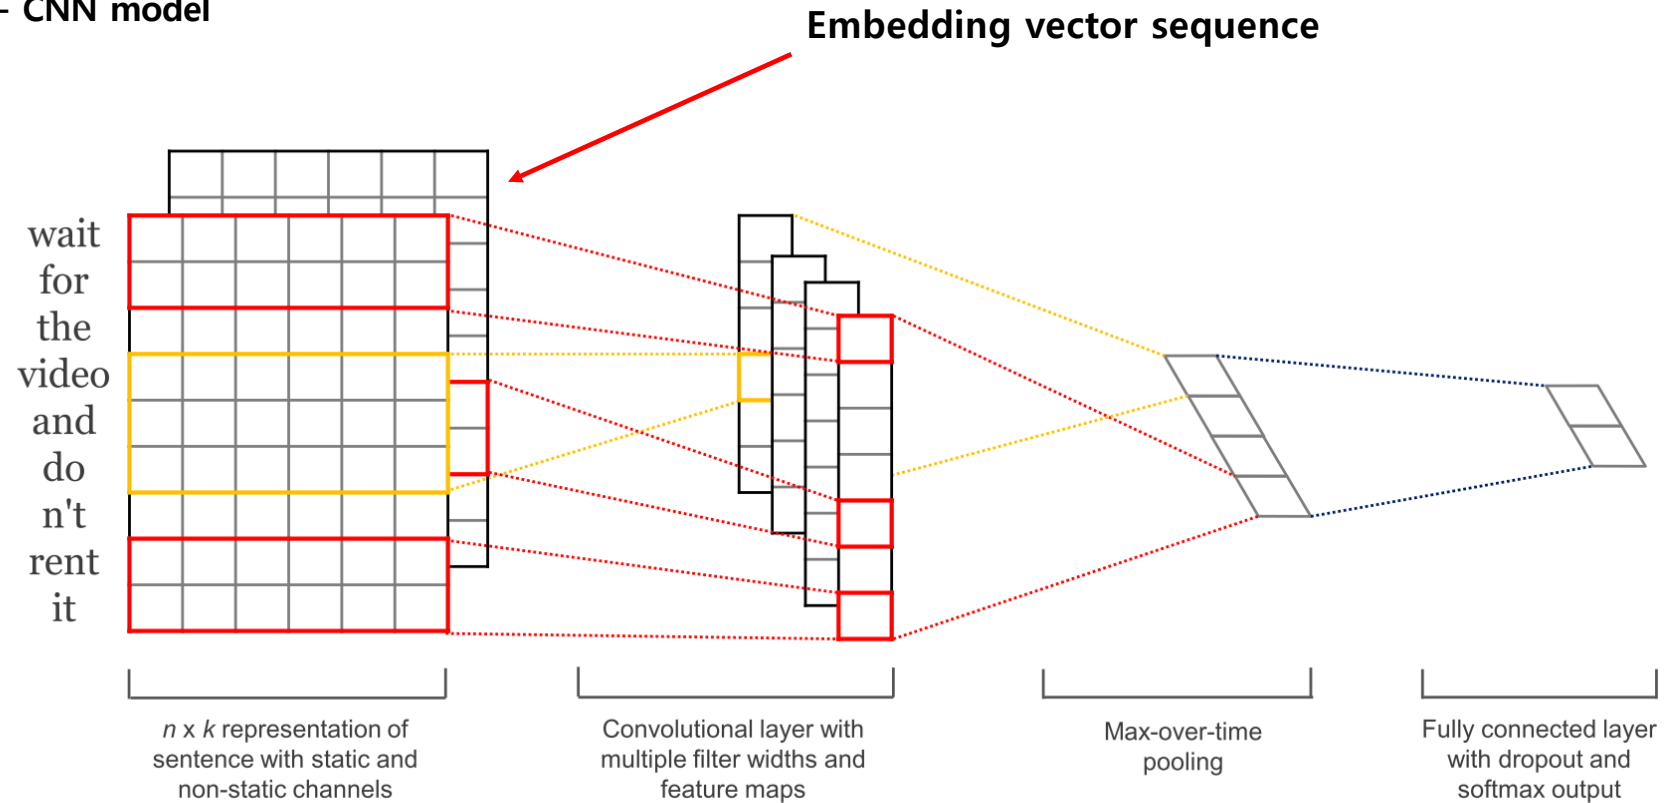 - CNN model
Embedding vector sequence
wait
for
the
video
and
do
n't
rent
it
n x k representation of
sentence with static and
non-static channels
Convolutional layer with
multiple filter widths and
feature maps
Max-over-time
pooling
Fully connected layer
with dropout and
softmax output